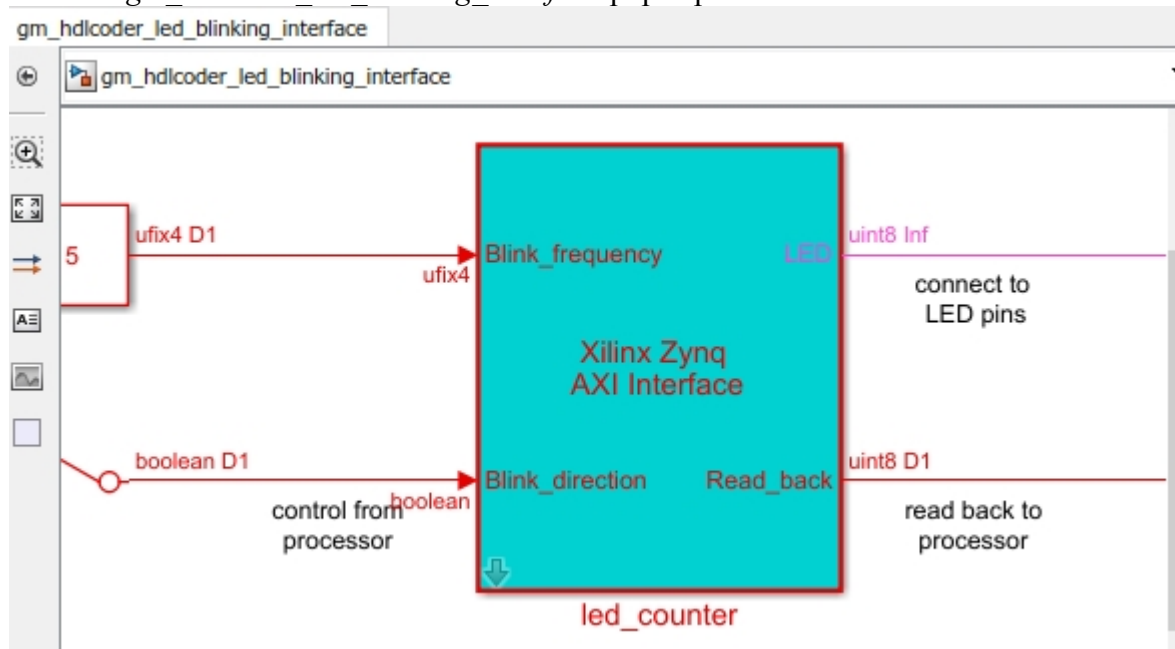 gm_hdlcoder_led_blinking_interface
gm_hdlcoder_led_blinking_interface
5
ufix4 D1
ufix4
Blink_frequency
LED
uint8 Inf
connect to
LED pins
Xilinx Zynq
AXI Interface
boolean D1
boolean
Blink_direction
Read_back
uint8 D1
control from
processor
read back to
processor
led_counter